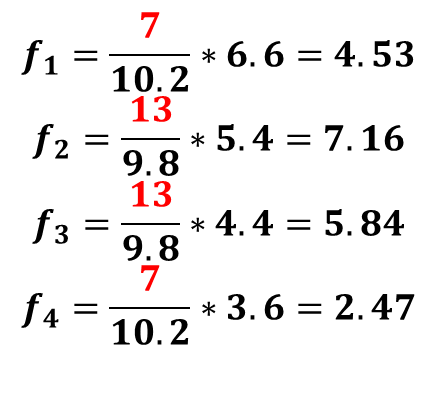 f₁ = 7/10.2 * 6.6 = 4.53
f₂ = 13/9.8 * 5.4 = 7.16
f₃ = 13/9.8 * 4.4 = 5.84
f₄ = 7/10.2 * 3.6 = 2.47